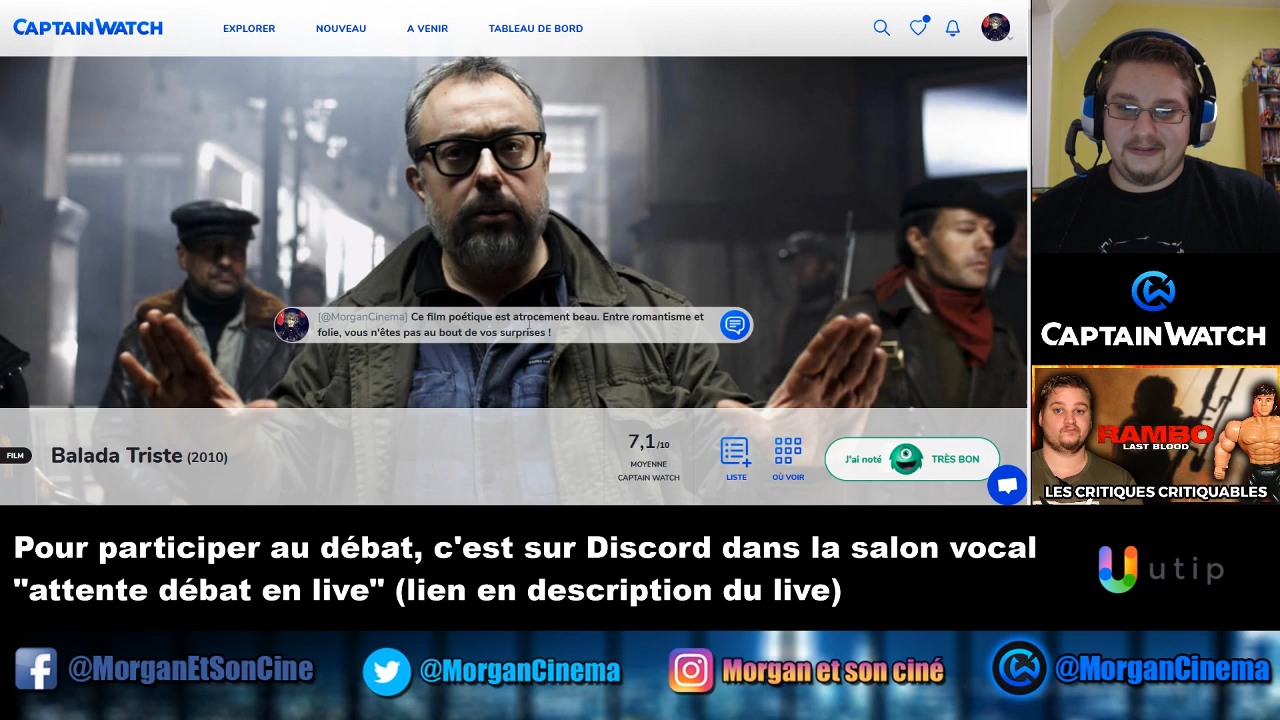 CAPTAINWATCH
EXPLORER
NOUVEAU
A VENIR
TABLEAU DE BORD
[@MorganCinema] Ce film poétique est atrocement beau. Entre romantisme et
folie, vous n'êtes pas au bout de vos surprises !
FILM
Balada Triste (2010)
7,1/10
MOYENNE
CAPTAIN WATCH
LISTE
OÙ VOIR
J'ai noté
TRÈS BON
CAPTAINWATCH
RAMBO
LAST BLOOD
LES CRITIQUES CRITIQUABLES
Pour participer au débat, c'est sur Discord dans la salon vocal
"attente débat en live" (lien en description du live)
utip
@MorganEtSonCine
@MorganCinema
Morgan et son ciné
@MorganCinema